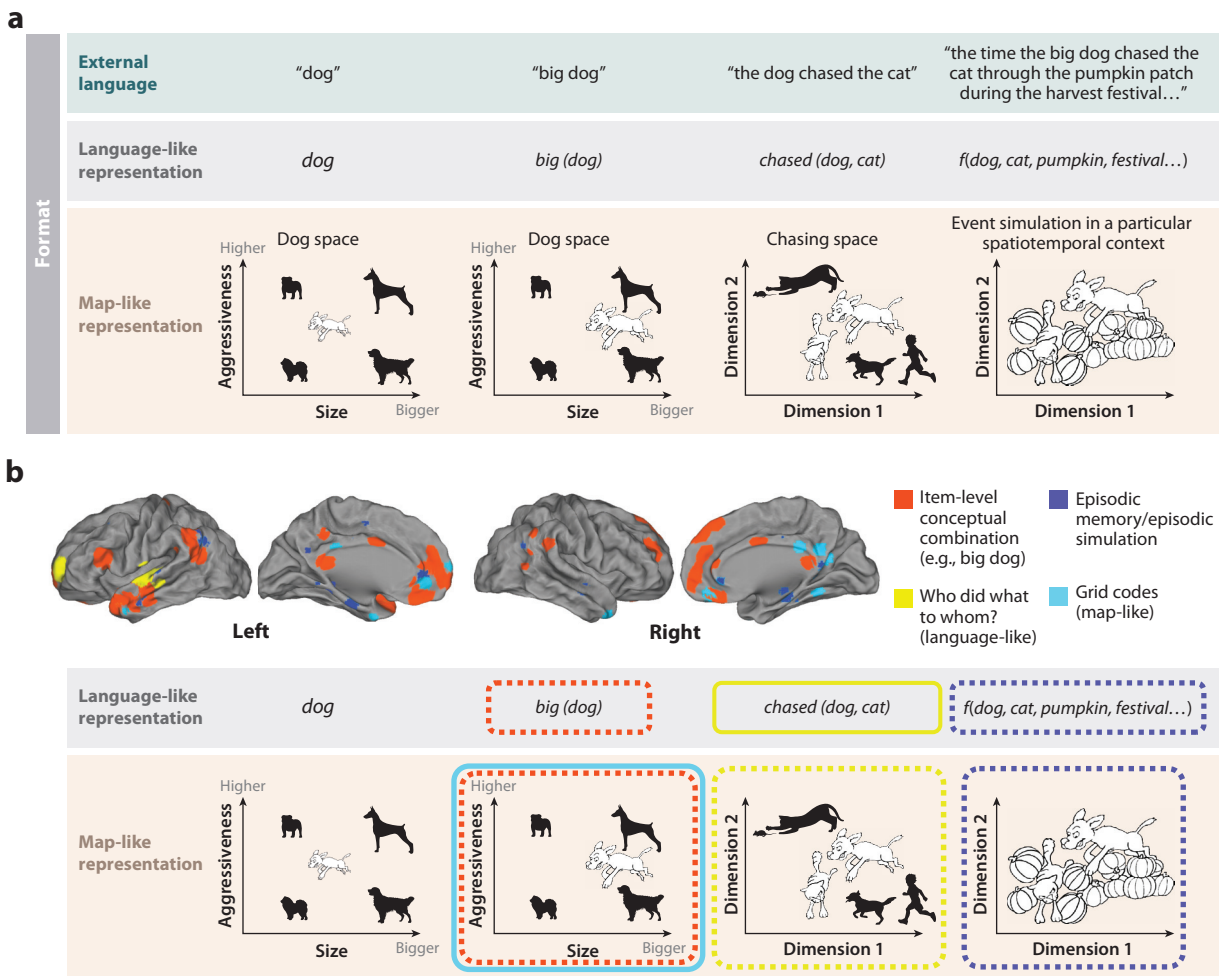 a
Format
External
language
“dog”
“big dog”
“the dog chased the cat”
“the time the big dog chased the
cat through the pumpkin patch
during the harvest festival…”
Language-like
representation
dog
big (dog)
chased (dog, cat)
f(dog, cat, pumpkin, festival…)
Map-like
representation
Higher
Dog space
Aggressiveness
Size
Bigger
Higher
Dog space
Aggressiveness
Size
Bigger
Chasing space
Dimension 2
Dimension 1
Event simulation in a particular
spatiotemporal context
Dimension 2
Dimension 1
b
Left
Right
Item-level
conceptual
combination
(e.g., big dog)
Who did what
to whom?
(language-like)
Episodic
memory/episodic
simulation
Grid codes
(map-like)
Language-like
representation
dog
big (dog)
chased (dog, cat)
f(dog, cat, pumpkin, festival…)
Map-like
representation
Higher
Aggressiveness
Size
Bigger
Higher
Aggressiveness
Size
Bigger
Dimension 2
Dimension 1
Dimension 2
Dimension 1